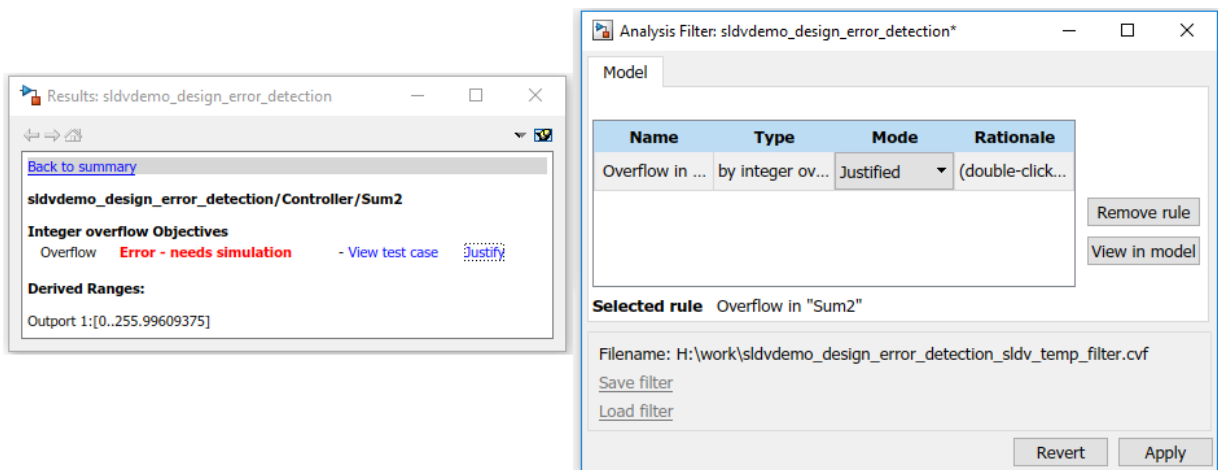 Results: sldvdemo_design_error_detection
Back to summary
sldvdemo_design_error_detection/Controller/Sum2
Integer overflow Objectives
Overflow Error - needs simulation - View test case Justify
Derived Ranges:
Outport 1:[0..255.99609375]
Analysis Filter: sldvdemo_design_error_detection*
Model
Name Type Mode Rationale
Overflow in ... by integer ov... Justified (double-click...
Remove rule
View in model
Selected rule Overflow in "Sum2"
Filename: H:\work\sldvdemo_design_error_detection_sldv_temp_filter.cvf
Save filter
Load filter
Revert Apply